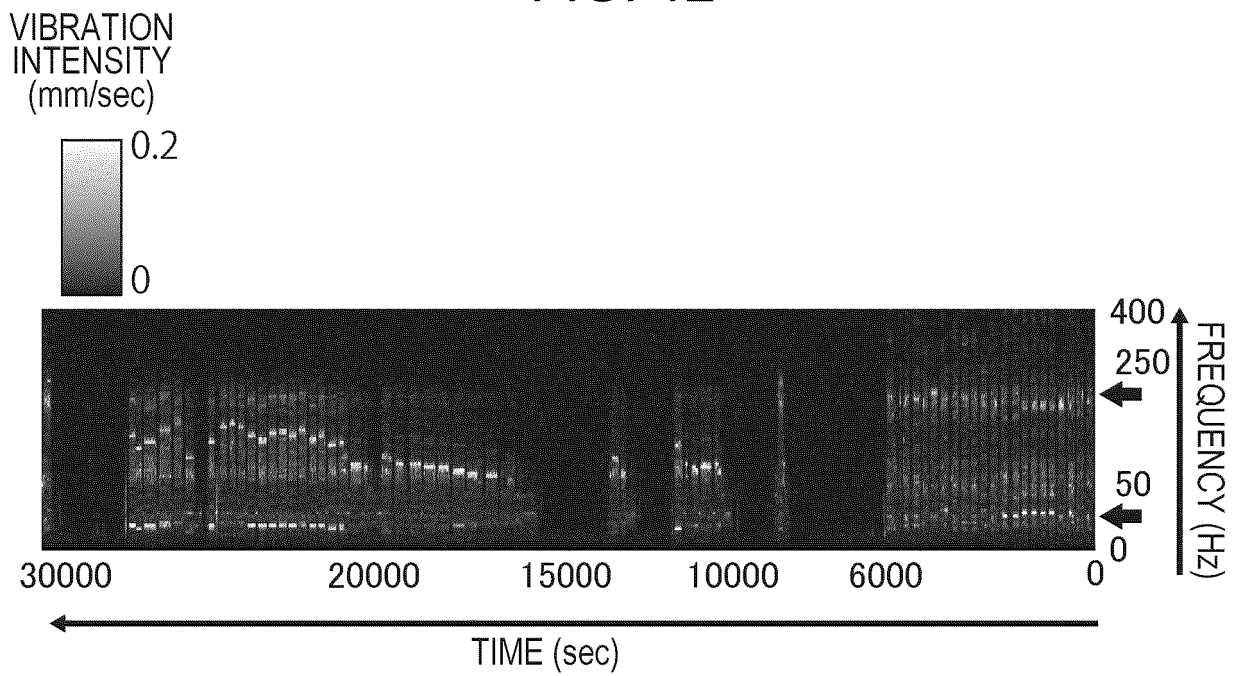 VIBRATION
INTENSITY
(mm/sec)
0.2
0
400
250
50
0
FREQUENCY (Hz)
30000 20000 15000 10000 6000 0
TIME (sec)